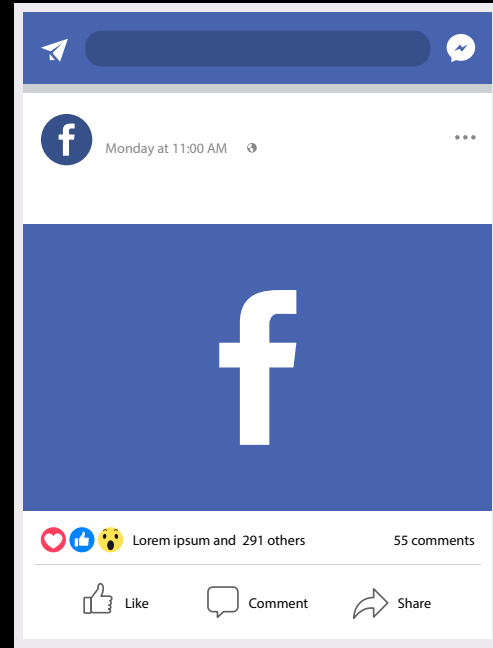 Monday at 11:00 AM
Lorem ipsum and 291 others
55 comments
Like
Comment
Share